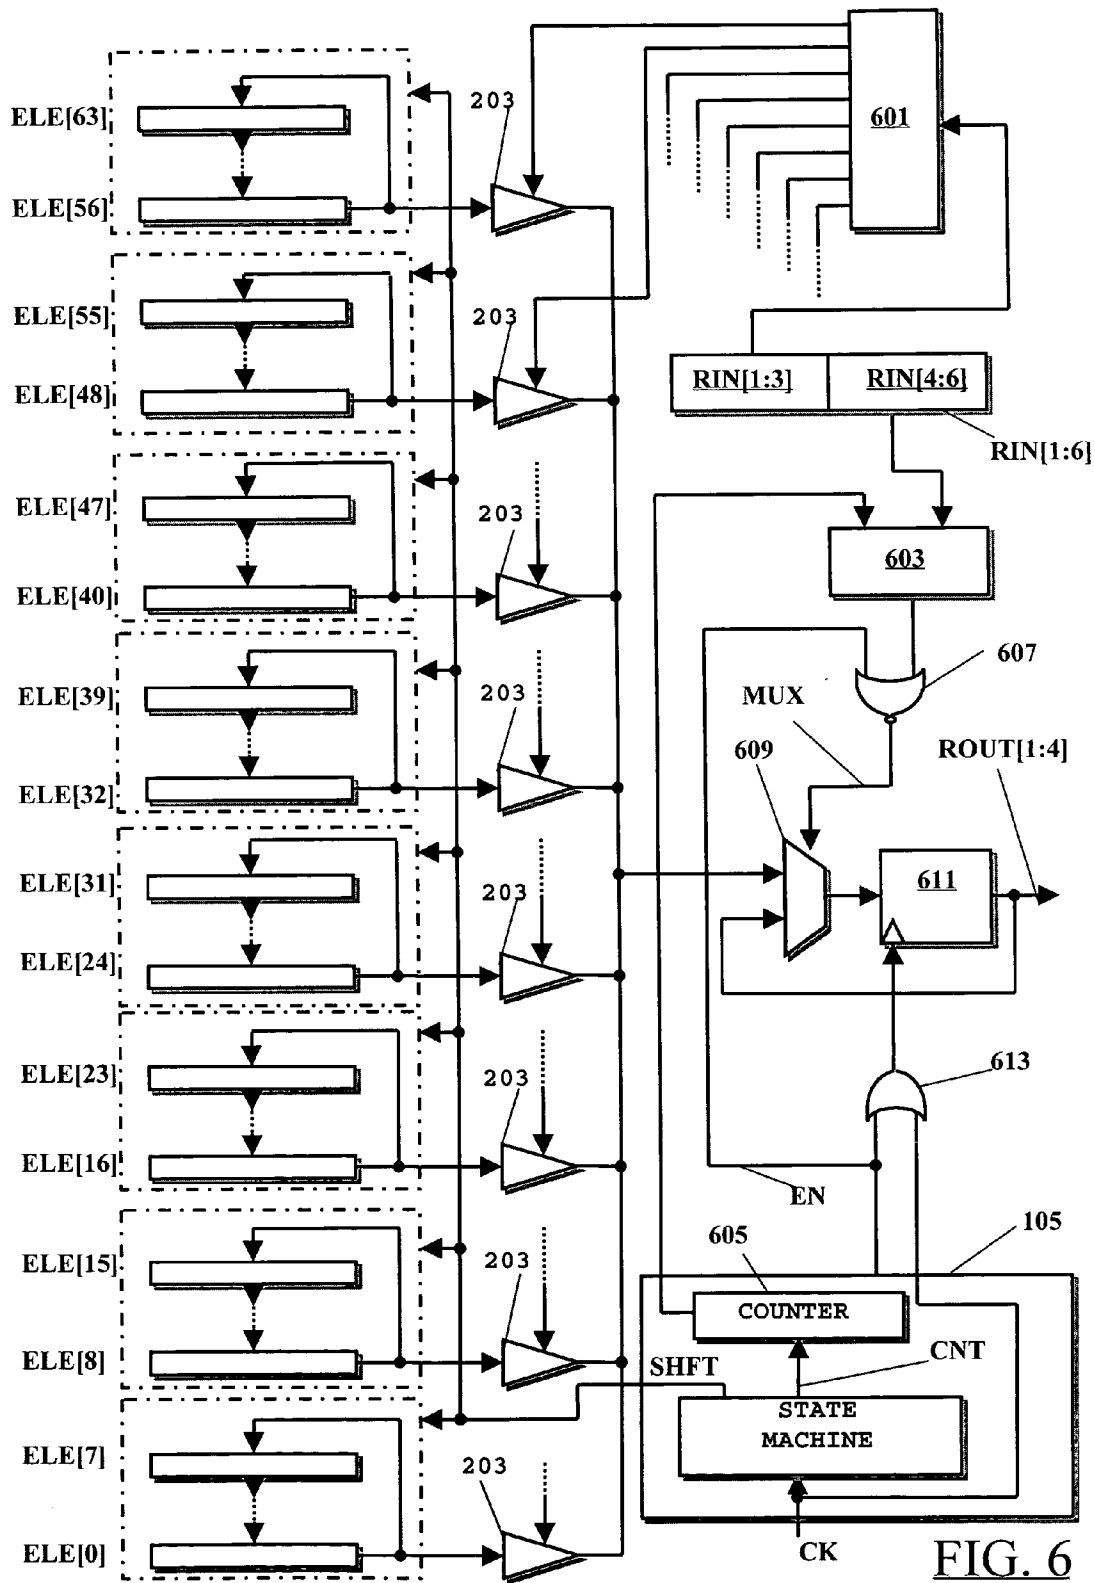 ELE[63]
203
601
ELE[56]
ELE[55]
203
RIN[1:3]
RIN[4:6]
ELE[48]
RIN[1:6]
ELE[47]
203
603
ELE[40]
607
ELE[39]
203
MUX
609
ROUT[1:4]
ELE[32]
ELE[31]
203
611
ELE[24]
ELE[23]
203
613
ELE[16]
EN
105
605
ELE[15]
203
COUNTER
ELE[8]
SHFT
CNT
STATE
MACHINE
ELE[7]
203
ELE[0]
CK
FIG. 6